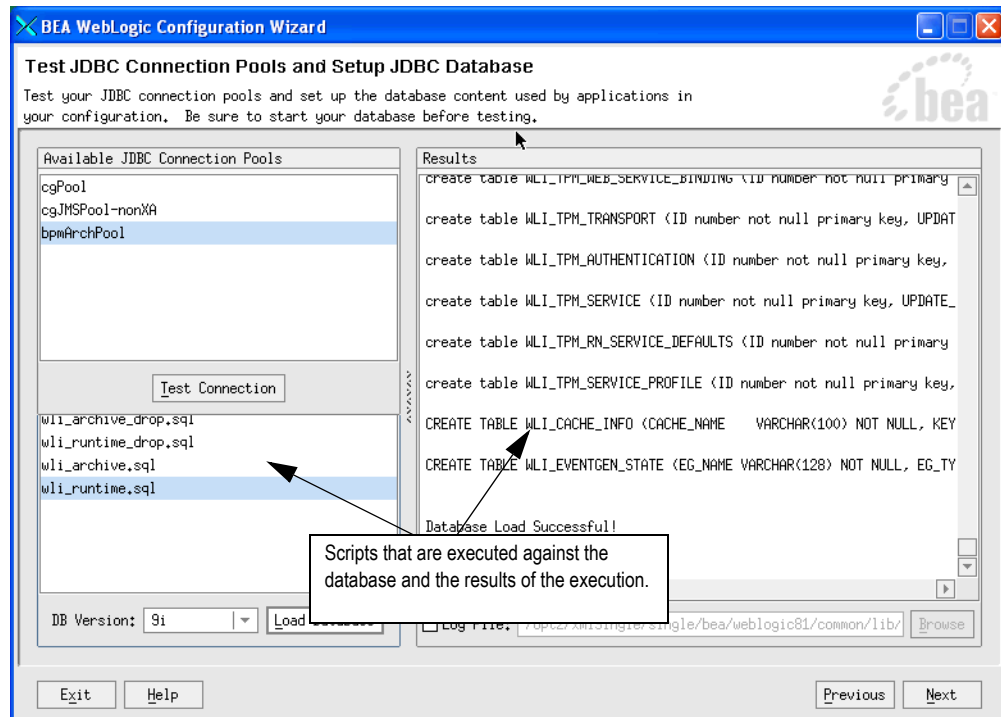 BEA WebLogic Configuration Wizard
Test JDBC Connection Pools and Setup JDBC Database
Test your JDBC connection pools and set up the database content used by applications in
your configuration. Be sure to start your database before testing.
bea
Available JDBC Connection Pools
cgPool
cgJMSPool-nonXA
bpmArchPool
Test Connection
wli_archive_drop.sql
wli_runtime_drop.sql
wli_archive.sql
wli_runtime.sql
DB Version: 9i
Load Database
Results
create table WLI_TPM_WEB_SERVICE_BINDING (ID number not null primary
create table WLI_TPM_TRANSPORT (ID number not null primary key, UPDAT
create table WLI_TPM_AUTHENTICATION (ID number not null primary key,
create table WLI_TPM_SERVICE (ID number not null primary key, UPDATE_
create table WLI_TPM_RN_SERVICE_DEFAULTS (ID number not null primary
create table WLI_TPM_SERVICE_PROFILE (ID number not null primary key,
CREATE TABLE WLI_CACHE_INFO (CACHE_NAME    VARCHAR(100) NOT NULL, KEY
CREATE TABLE WLI_EVENTGEN_STATE (EG_NAME VARCHAR(128) NOT NULL, EG_TY
Database Load Successful!
Scripts that are executed against the
database and the results of the execution.
Log File: /opt2/xmlSingle/single/bea/weblogic81/common/lib/ Browse
Exit Help Previous Next